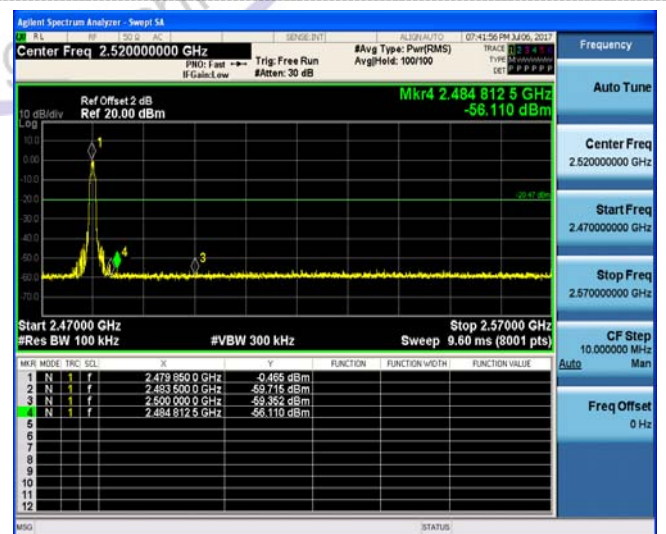 Agilent Spectrum Analyzer - Swept SA
RL RF 50 Ω AC SENSE:INT ALIGN AUTO 07:41:56 PM Jul 06, 2017
Center Freq 2.520000000 GHz #Avg Type: Pwr(RMS) TRACE 1 2 3 4 5 6
PNO: Fast Trig: Free Run Avg|Hold: 100/100 TYPE M
IFGain:Low #Atten: 30 dB DET P P P P P P
Mkr4 2.484 812 5 GHz
Ref Offset 2 dB
10 dB/div Ref 20.00 dBm -56.110 dBm
Log
10.0
0.00
-10.0
-20.0
-20.47 dBm
-30.0
-40.0
-50.0
-60.0
-70.0
1
4
3
Start 2.47000 GHz Stop 2.57000 GHz
#Res BW 100 kHz #VBW 300 kHz Sweep 9.60 ms (8001 pts)
MKR MODE TRC SCL X Y FUNCTION FUNCTION WIDTH FUNCTION VALUE
1 N 1 f 2.479 850 0 GHz -0.465 dBm
2 N 1 f 2.483 500 0 GHz -59.715 dBm
3 N 1 f 2.500 000 0 GHz -59.352 dBm
4 N 1 f 2.484 812 5 GHz -56.110 dBm
5
6
7
8
9
10
11
12
MSG STATUS
Frequency
Auto Tune
Center Freq
2.520000000 GHz
Start Freq
2.470000000 GHz
Stop Freq
2.570000000 GHz
CF Step
10.000000 MHz
Auto Man
Freq Offset
0 Hz